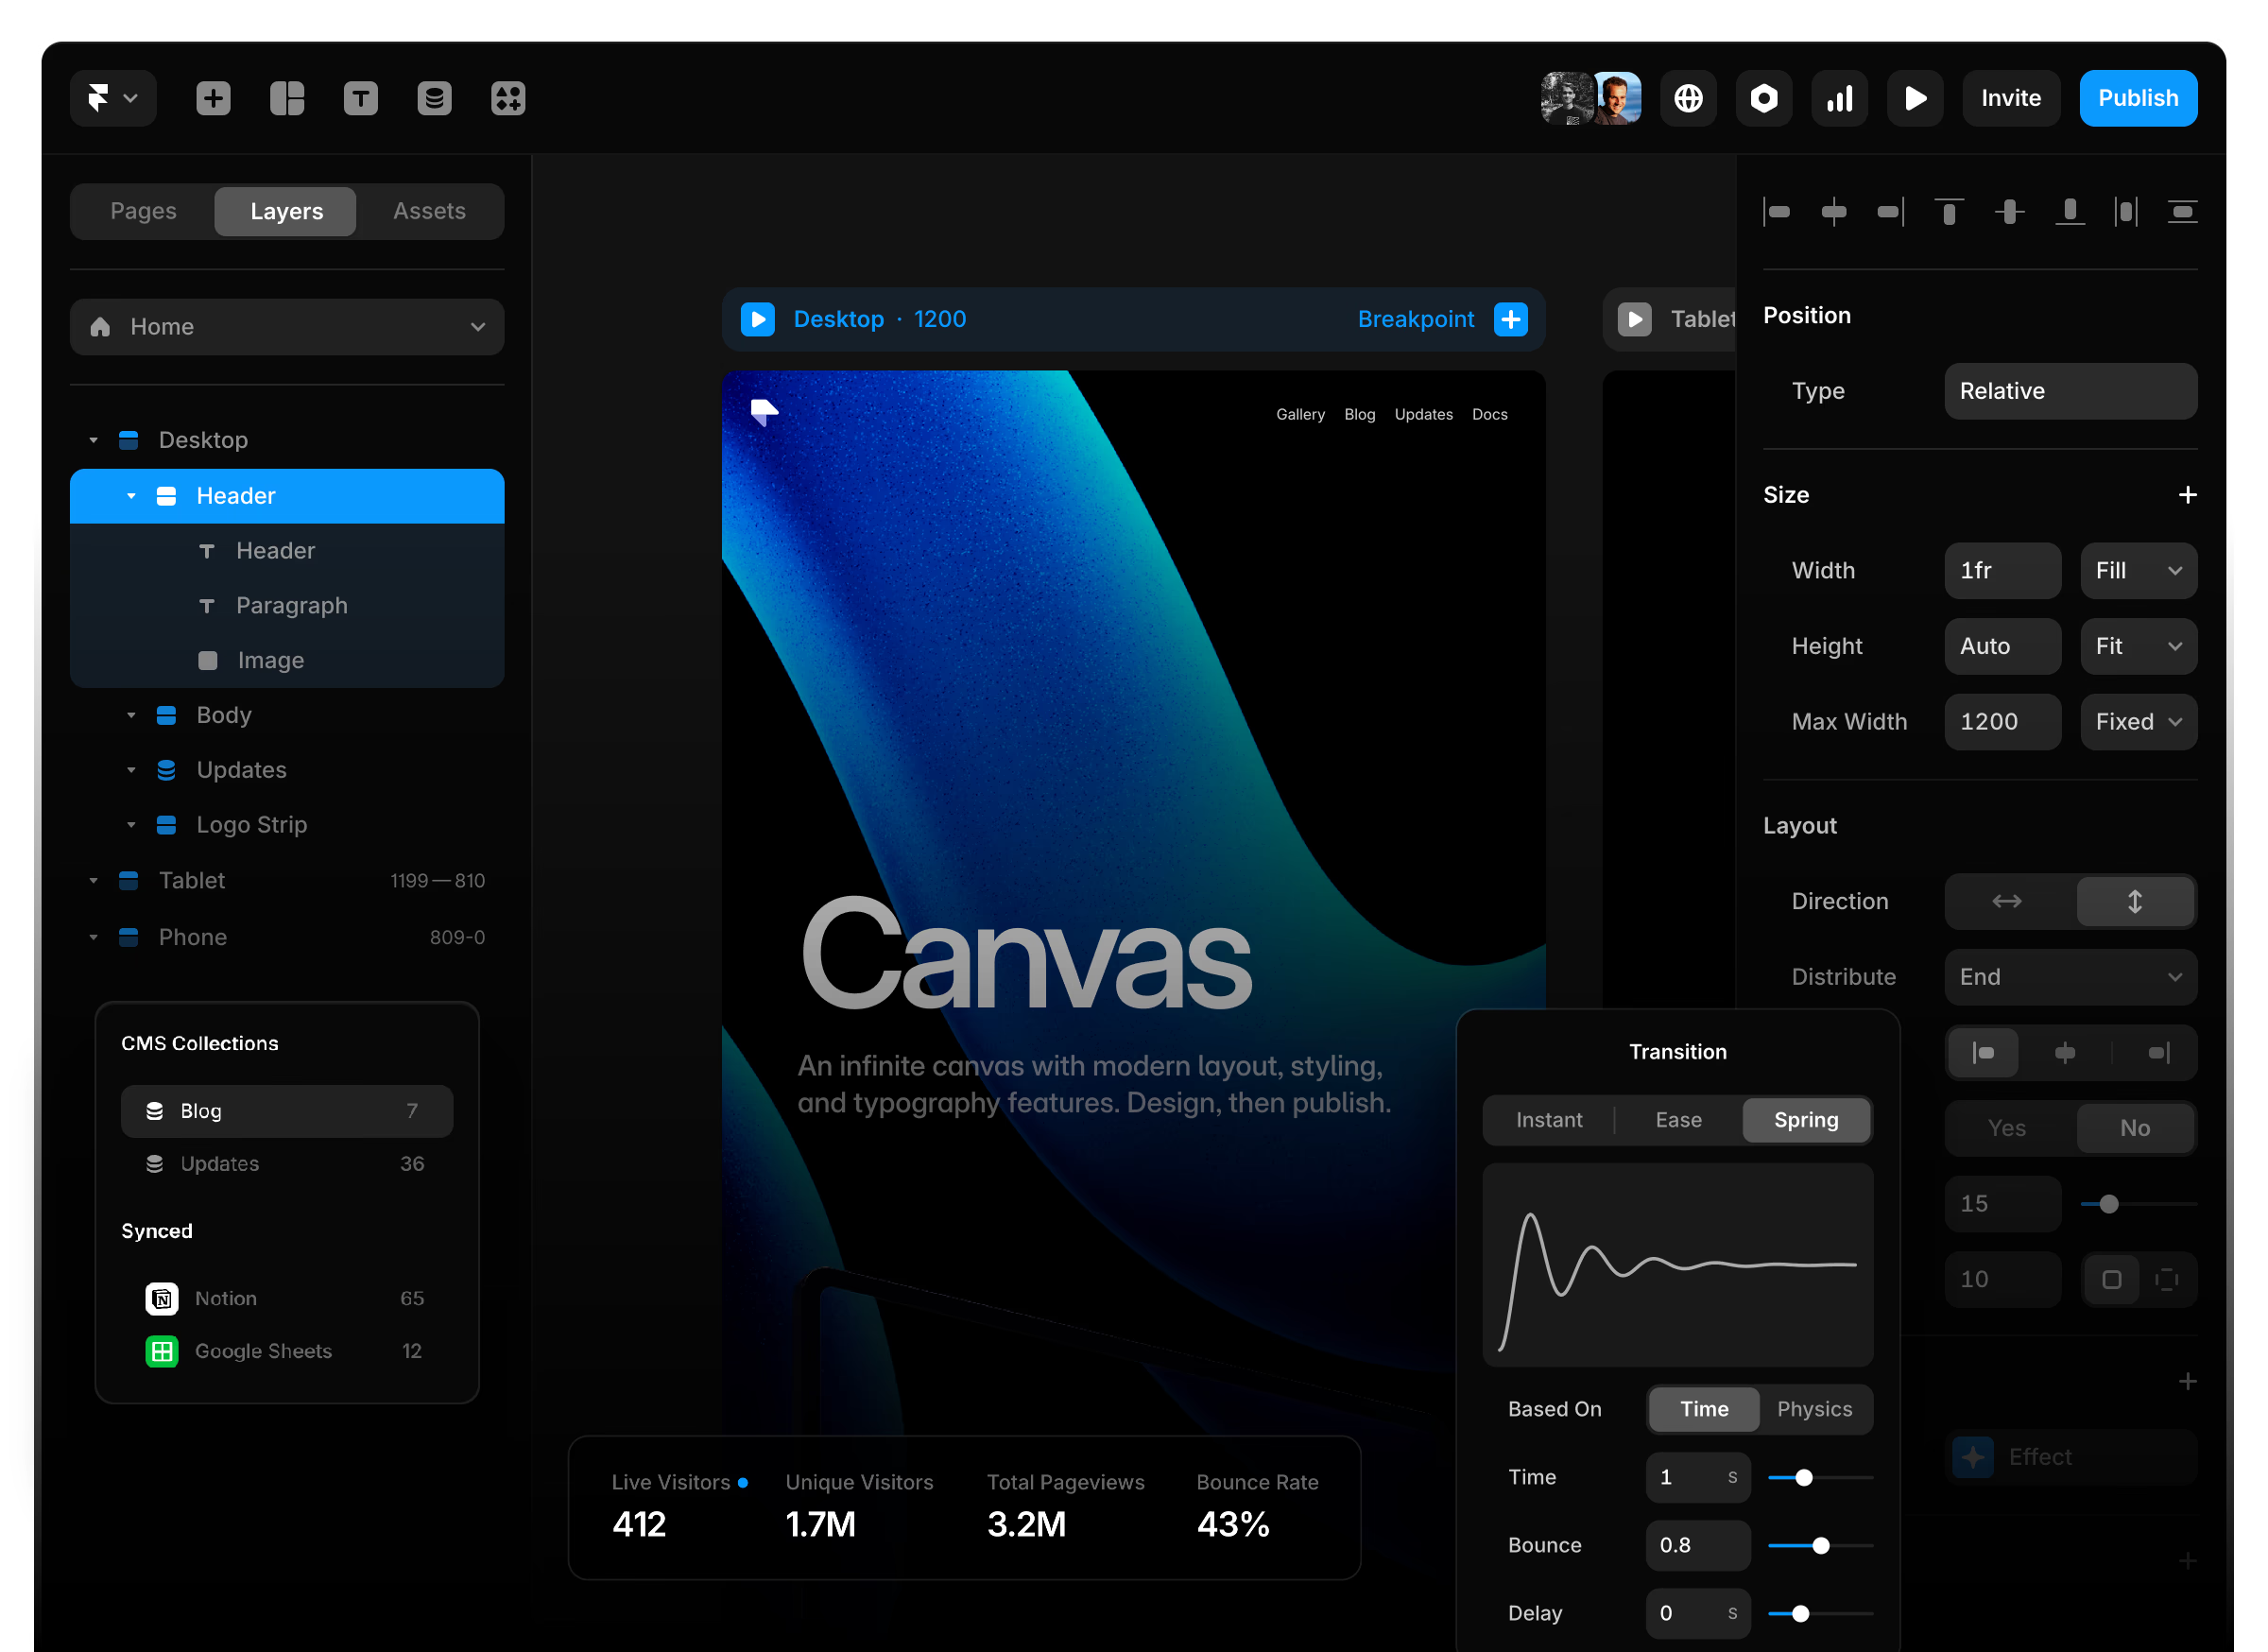 Invite
Publish
Pages
Layers
Assets
Home
Desktop
Header
Header
Paragraph
Image
Body
Updates
Logo Strip
Tablet 1199—810
Phone 809-0
CMS Collections
Blog 7
Updates 36
Synced
Notion 65
Google Sheets 12
Desktop · 1200
Breakpoint
Tablet
Gallery Blog Updates Docs
Canvas
An infinite canvas with modern layout, styling,
and typography features. Design, then publish.
Live Visitors
412
Unique Visitors
1.7M
Total Pageviews
3.2M
Bounce Rate
43%
Transition
Instant
Ease
Spring
Based On
Time
Physics
Time 1 S
Bounce 0.8
Delay 0 S
Position
Type Relative
Size
Width 1fr Fill
Height Auto Fit
Max Width 1200 Fixed
Layout
Direction
Distribute End
Yes
No
15
10
Effect